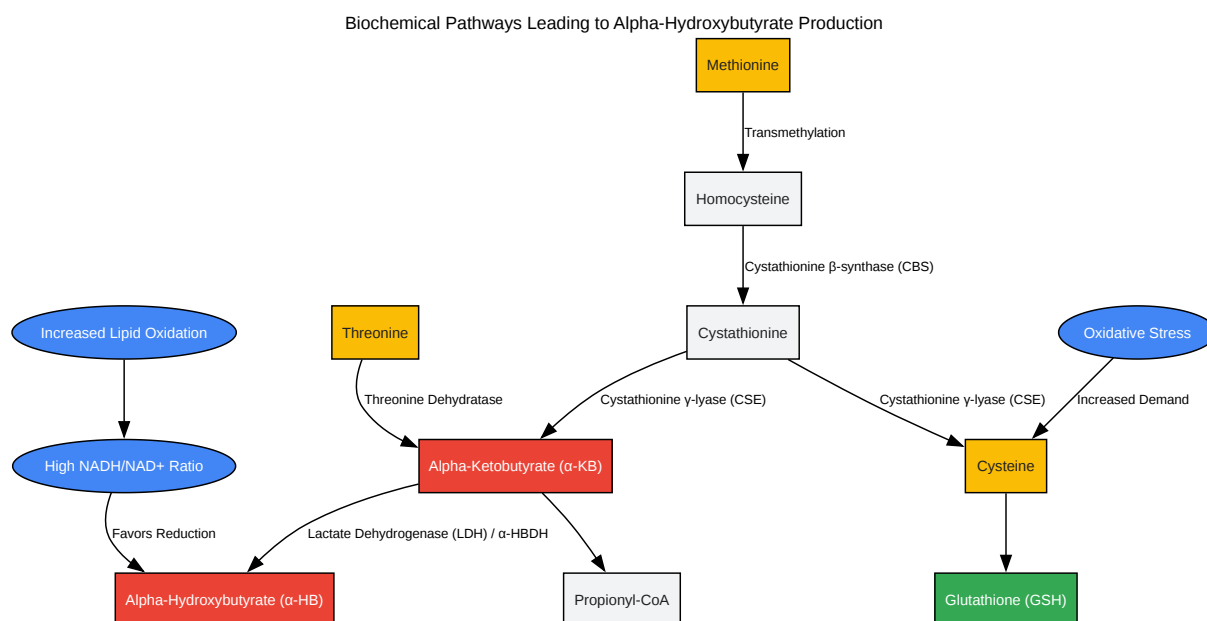 Biochemical Pathways Leading to Alpha-Hydroxybutyrate Production
Methionine
Transmethylation
Homocysteine
Cystathionine β-synthase (CBS)
Increased Lipid Oxidation
Threonine
Cystathionine
Oxidative Stress
Threonine Dehydratase
Cystathionine γ-lyase (CSE)
Cystathionine γ-lyase (CSE)
Increased Demand
High NADH/NAD+ Ratio
Alpha-Ketobutyrate (α-KB)
Cysteine
Favors Reduction
Lactate Dehydrogenase (LDH) / α-HBDH
Alpha-Hydroxybutyrate (α-HB)
Propionyl-CoA
Glutathione (GSH)